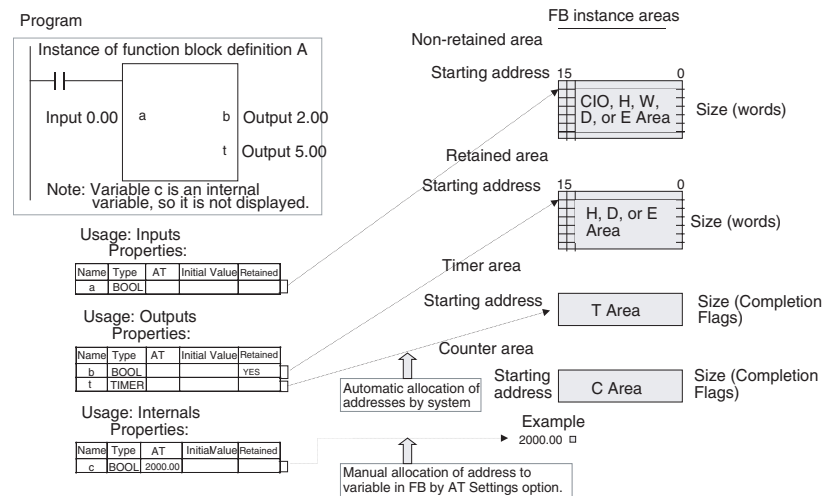 Program
Instance of function block definition A
Input 0.00
a
b
Output 2.00
t
Output 5.00
Note: Variable c is an internal
variable, so it is not displayed.
Usage: Inputs
Properties:
Name Type AT Initial Value Retained
a BOOL
Usage: Outputs
Properties:
Name Type AT Initial Value Retained
b BOOL YES
t TIMER
Usage: Internals
Properties:
Name Type AT Initial Value Retained
c BOOL 2000.00
FB instance areas
Non-retained area
Starting address
15 0
CIO, H, W,
D, or E Area
Size (words)
Retained area
Starting address
15 0
H, D, or E
Area
Size (words)
Timer area
Starting address
T Area
Size (Completion
Flags)
Counter area
Starting
address
C Area
Size (Completion
Flags)
Automatic allocation of
addresses by system
Example
2000.00
Manual allocation of address to
variable in FB by AT Settings option.